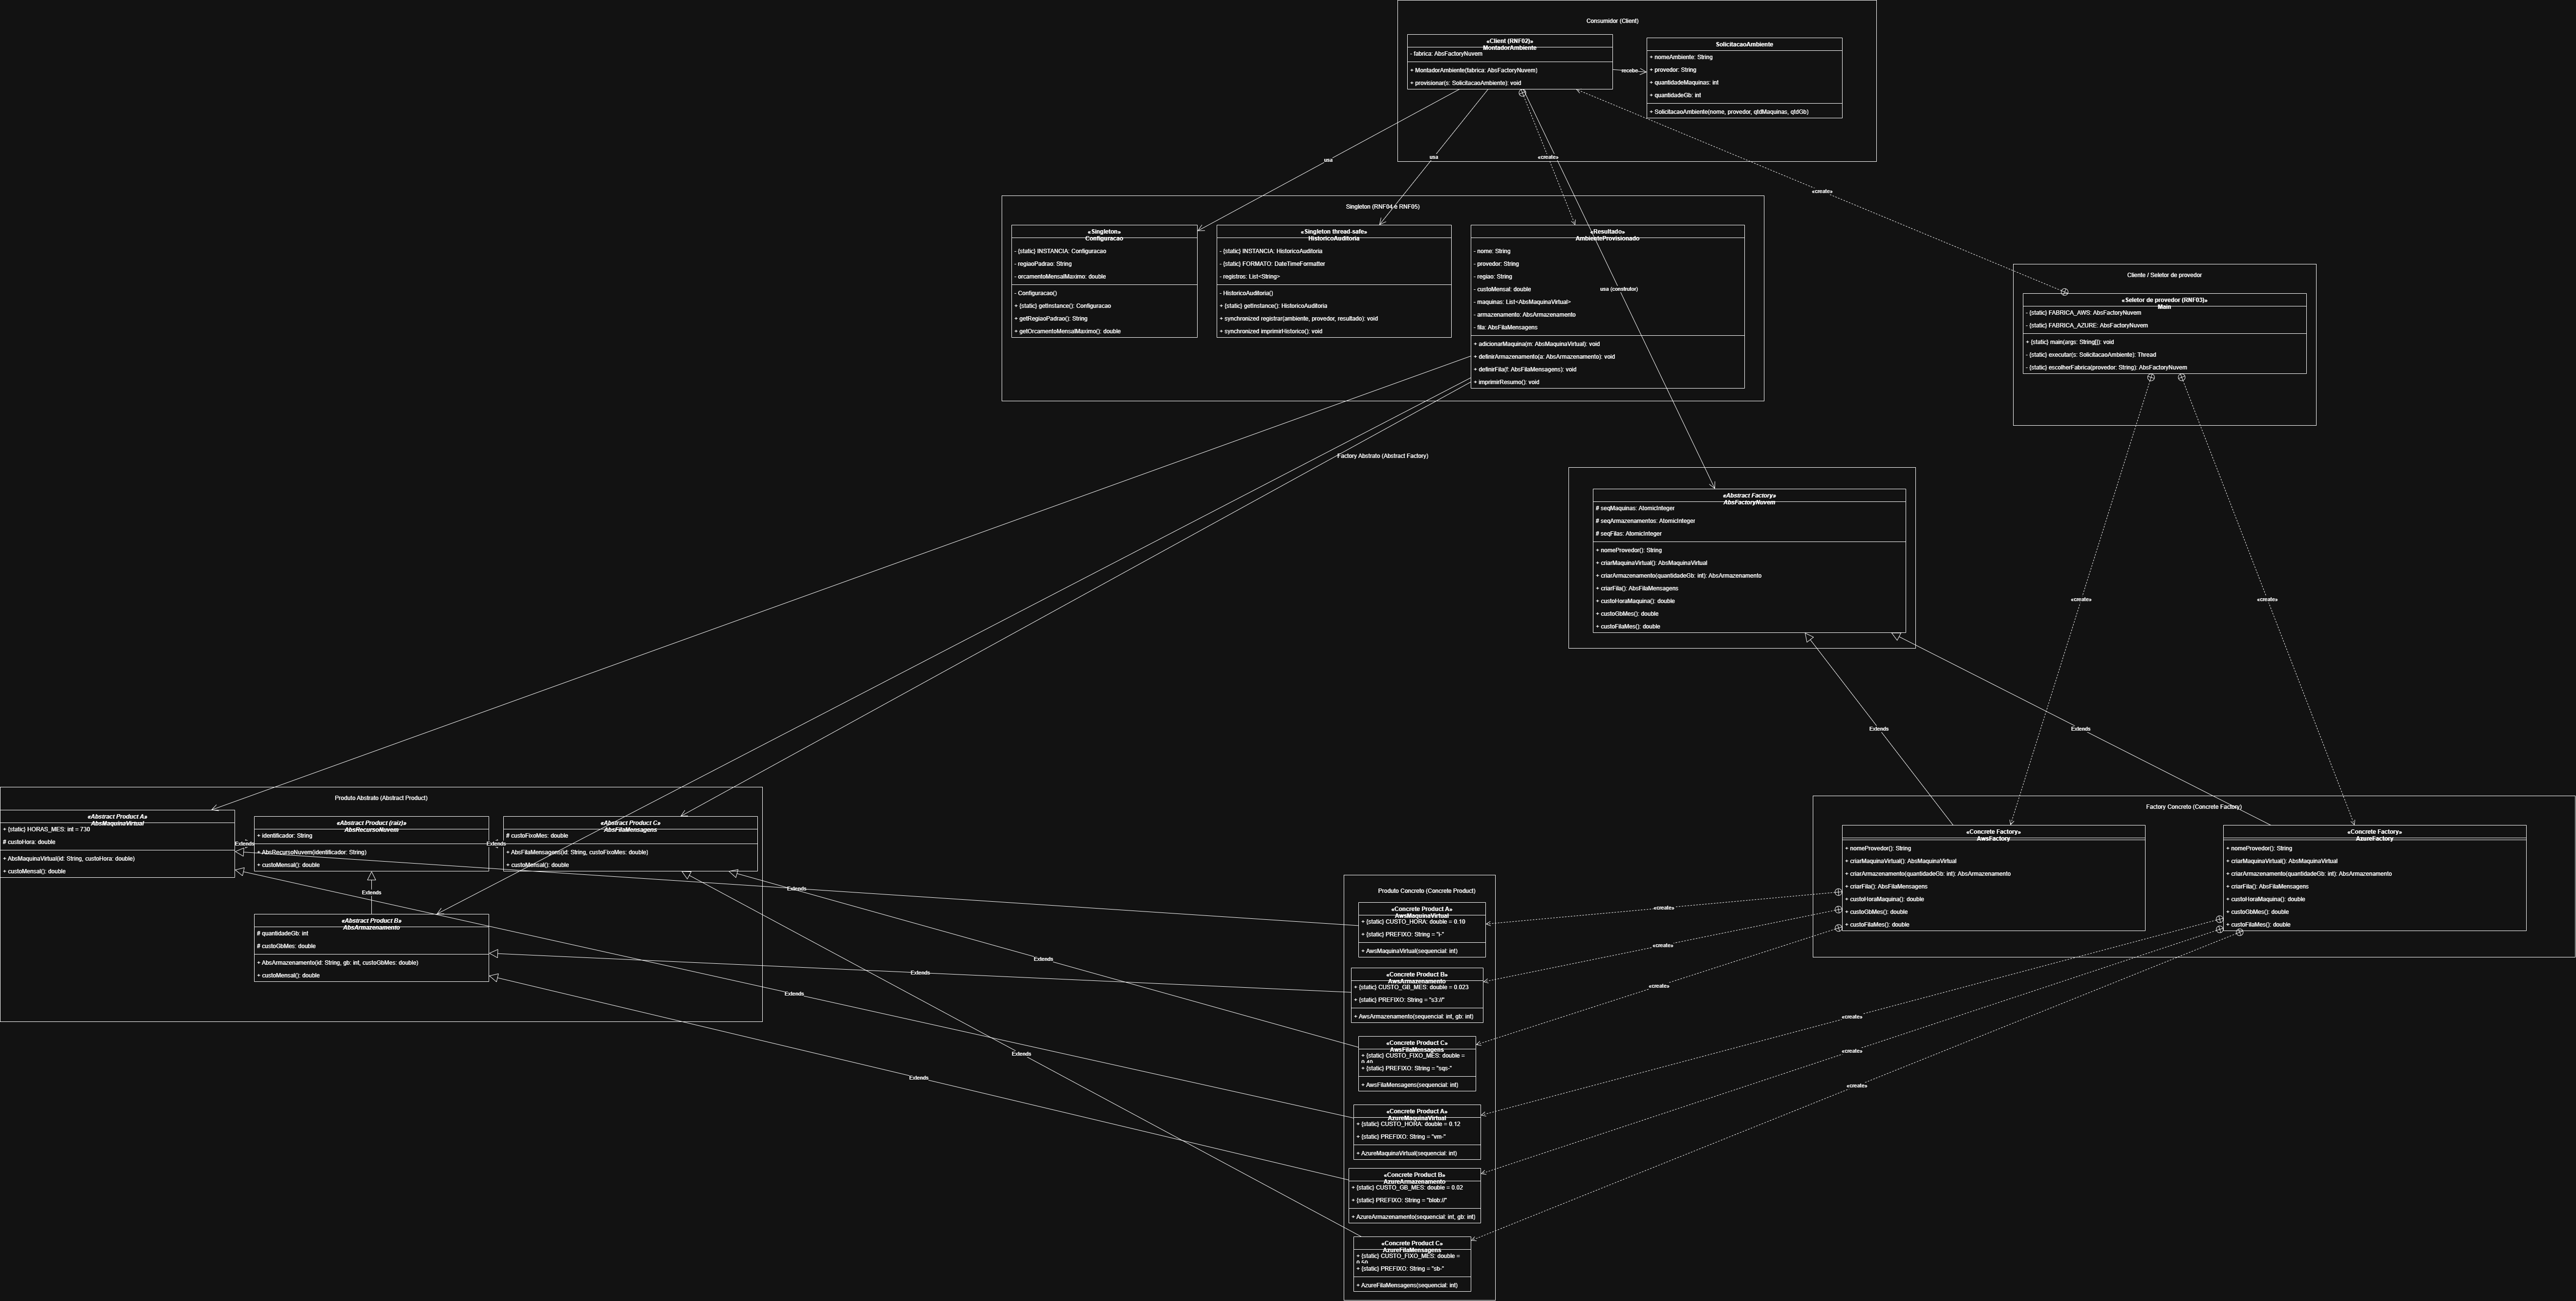 Consumidor (Client)
«Client (RNF02)»
MontadorAmbiente
- fabrica: AbsFactoryNuvem
+ MontadorAmbiente(fabrica: AbsFactoryNuvem)
+ provisionar(s: SolicitacaoAmbiente): void
recebe
SolicitacaoAmbiente
+ nomeAmbiente: String
+ provedor: String
+ quantidadeMaquinas: int
+ quantidadeGb: int
+ SolicitacaoAmbiente(nome, provedor, qtdMaquinas, qtdGb)
usa
usa
«create»
«create»
Singleton (RNF04 e RNF05)
«Singleton»
Configuracao
- {static} INSTANCIA: Configuracao
- regiaoPadrao: String
- orcamentoMensalMaximo: double
- Configuracao()
+ {static} getInstance(): Configuracao
+ getRegiaoPadrao(): String
+ getOrcamentoMensalMaximo(): double
«Singleton thread-safe»
HistoricoAuditoria
- {static} INSTANCIA: HistoricoAuditoria
- {static} FORMATO: DateTimeFormatter
- registros: List<String>
- HistoricoAuditoria()
+ {static} getInstance(): HistoricoAuditoria
+ synchronized registrar(ambiente, provedor, resultado): void
+ synchronized imprimirHistorico(): void
«Resultado»
AmbienteProvisionado
- nome: String
- provedor: String
- regiao: String
- custoMensal: double
- maquinas: List<AbsMaquinaVirtual>
- armazenamento: AbsArmazenamento
- fila: AbsFilaMensagens
+ adicionarMaquina(m: AbsMaquinaVirtual): void
+ definirArmazenamento(a: AbsArmazenamento): void
+ definirFila(f: AbsFilaMensagens): void
+ imprimirResumo(): void
usa (construtor)
Cliente / Seletor de provedor
«Seletor de provedor (RNF03)»
Main
- {static} FABRICA_AWS: AbsFactoryNuvem
- {static} FABRICA_AZURE: AbsFactoryNuvem
+ {static} main(args: String[]): void
- {static} executar(s: SolicitacaoAmbiente): Thread
- {static} escolherFabrica(provedor: String): AbsFactoryNuvem
Factory Abstrato (Abstract Factory)
«Abstract Factory»
AbsFactoryNuvem
# seqMaquinas: AtomicInteger
# seqArmazenamentos: AtomicInteger
# seqFilas: AtomicInteger
+ nomeProvedor(): String
+ criarMaquinaVirtual(): AbsMaquinaVirtual
+ criarArmazenamento(quantidadeGb: int): AbsArmazenamento
+ criarFila(): AbsFilaMensagens
+ custoHoraMaquina(): double
+ custoGbMes(): double
+ custoFilaMes(): double
«create»
«create»
Extends
Extends
Produto Abstrato (Abstract Product)
«Abstract Product A»
AbsMaquinaVirtual
+ {static} HORAS_MES: int = 730
# custoHora: double
+ AbsMaquinaVirtual(id: String, custoHora: double)
+ custoMensal(): double
Extends
«Abstract Product (raiz)»
AbsRecursoNuvem
+ identificador: String
+ AbsRecursoNuvem(identificador: String)
+ custoMensal(): double
Extends
«Abstract Product C»
AbsFilaMensagens
# custoFixoMes: double
+ AbsFilaMensagens(id: String, custoFixoMes: double)
+ custoMensal(): double
Extends
«Abstract Product B»
AbsArmazenamento
# quantidadeGb: int
# custoGbMes: double
+ AbsArmazenamento(id: String, gb: int, custoGbMes: double)
+ custoMensal(): double
Extends
Extends
Extends
Extends
Extends
Extends
Factory Concreto (Concrete Factory)
«Concrete Factory»
AwsFactory
+ nomeProvedor(): String
+ criarMaquinaVirtual(): AbsMaquinaVirtual
+ criarArmazenamento(quantidadeGb: int): AbsArmazenamento
+ criarFila(): AbsFilaMensagens
+ custoHoraMaquina(): double
+ custoGbMes(): double
+ custoFilaMes(): double
«Concrete Factory»
AzureFactory
+ nomeProvedor(): String
+ criarMaquinaVirtual(): AbsMaquinaVirtual
+ criarArmazenamento(quantidadeGb: int): AbsArmazenamento
+ criarFila(): AbsFilaMensagens
+ custoHoraMaquina(): double
+ custoGbMes(): double
+ custoFilaMes(): double
Produto Concreto (Concrete Product)
«Concrete Product A»
AwsMaquinaVirtual
+ {static} CUSTO_HORA: double = 0.10
+ {static} PREFIXO: String = "i-"
+ AwsMaquinaVirtual(sequencial: int)
«Concrete Product B»
AwsArmazenamento
+ {static} CUSTO_GB_MES: double = 0.023
+ {static} PREFIXO: String = "s3://"
+ AwsArmazenamento(sequencial: int, gb: int)
«Concrete Product C»
AwsFilaMensagens
+ {static} CUSTO_FIXO_MES: double =
0.40
+ {static} PREFIXO: String = "sqs-"
+ AwsFilaMensagens(sequencial: int)
«Concrete Product A»
AzureMaquinaVirtual
+ {static} CUSTO_HORA: double = 0.12
+ {static} PREFIXO: String = "vm-"
+ AzureMaquinaVirtual(sequencial: int)
«Concrete Product B»
AzureArmazenamento
+ {static} CUSTO_GB_MES: double = 0.02
+ {static} PREFIXO: String = "blob://"
+ AzureArmazenamento(sequencial: int, gb: int)
«Concrete Product C»
AzureFilaMensagens
+ {static} CUSTO_FIXO_MES: double =
0.50
+ {static} PREFIXO: String = "sb-"
+ AzureFilaMensagens(sequencial: int)
«create»
«create»
«create»
«create»
«create»
«create»